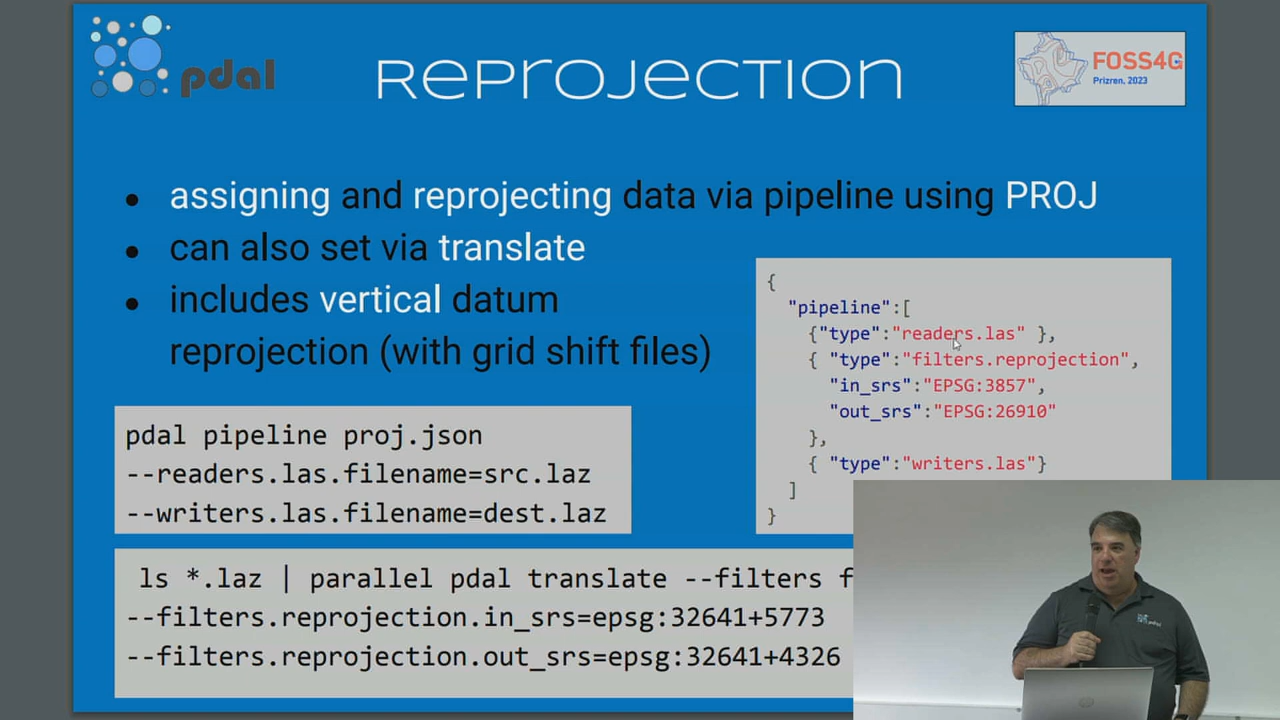 pdal
Reprojection
FOSS4G
Prizren, 2023
• assigning and reprojecting data via pipeline using PROJ
• can also set via translate
• includes vertical datum
reprojection (with grid shift files)
{
"pipeline":[
{"type":"readers.las" },
{ "type":"filters.reprojection",
"in_srs":"EPSG:3857",
"out_srs":"EPSG:26910"
},
{ "type":"writers.las"}
]
}
pdal pipeline proj.json
--readers.las.filename=src.laz
--writers.las.filename=dest.laz
ls *.laz | parallel pdal translate --filters f
--filters.reprojection.in_srs=epsg:32641+5773
--filters.reprojection.out_srs=epsg:32641+4326
pdal
hp